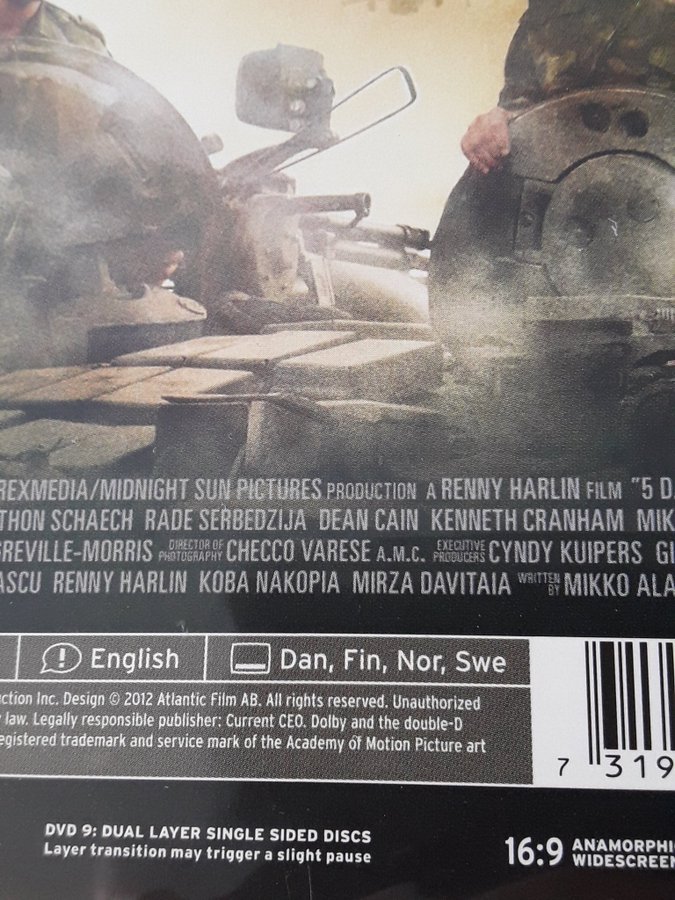 REXMEDIA/MIDNIGHT SUN PICTURES PRODUCTION A RENNY HARLIN FILM "5 D
THON SCHAECH RADE SERBEDZIJA DEAN CAIN KENNETH CRANHAM MIK
GREVILLE-MORRIS DIRECTOR OF PHOTOGRAPHY CHECCO VARESE A.M.C. EXECUTIVE PRODUCERS CYNDY KUIPERS GI
ASCU RENNY HARLIN KOBA NAKOPIA MIRZA DAVITAIA WRITTEN BY MIKKO ALA
English Dan, Fin, Nor, Swe
ction Inc. Design © 2012 Atlantic Film AB. All rights reserved. Unauthorized
law. Legally responsible publisher: Current CEO. Dolby and the double-D
egistered trademark and service mark of the Academy of Motion Picture art
7 319
DVD 9: DUAL LAYER SINGLE SIDED DISCS
Layer transition may trigger a slight pause
16:9 ANAMORPHIC
WIDESCREEN